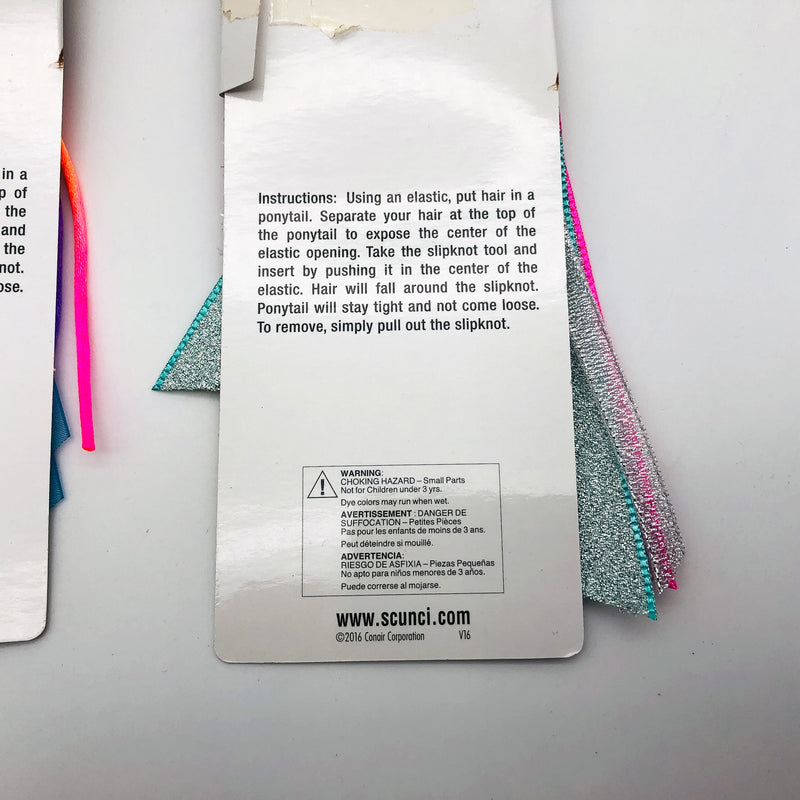 in a
p of
the
and
the
not.
ose.
Instructions: Using an elastic, put hair in a
ponytail. Separate your hair at the top of
the ponytail to expose the center of the
elastic opening. Take the slipknot tool and
insert by pushing it in the center of the
elastic. Hair will fall around the slipknot.
Ponytail will stay tight and not come loose.
To remove, simply pull out the slipknot.
WARNING:
CHOKING HAZARD – Small Parts
Not for Children under 3 yrs.
Dye colors may run when wet.
AVERTISSEMENT : DANGER DE
SUFFOCATION – Petites Pièces
Pas pour les enfants de moins de 3 ans.
Peut déteindre si mouillé.
ADVERTENCIA:
RIESGO DE ASFIXIA – Piezas Pequeñas
No apto para niños menores de 3 años.
Puede correrse al mojarse.
www.scunci.com
©2016 Conair Corporation V16